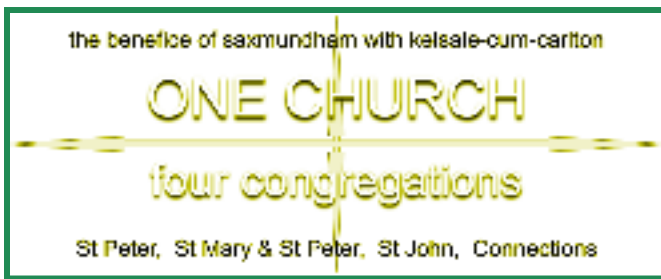 the benefice of saxmundham with kelsale-cum-carlton
ONE CHURCH
four congregations
St Peter, St Mary & St Peter, St John, Connections